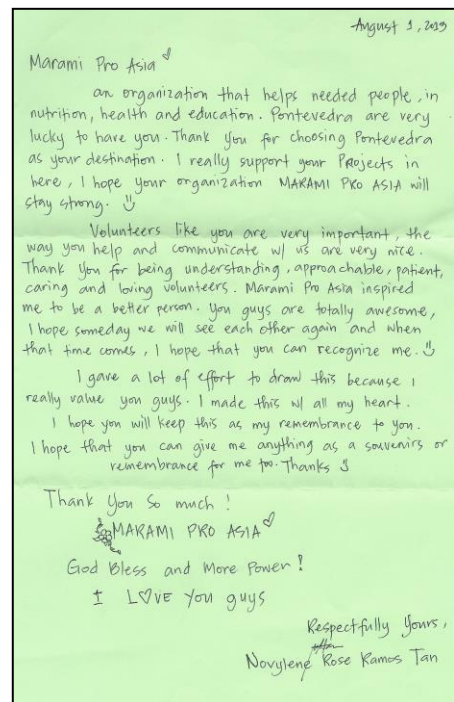 August 1, 2019
Marami Pro Asia
an organization that helps needed people, in
nutrition, health and education. Pontevedra are very
lucky to have you. Thank you for choosing Pontevedra
as your destination. I really support your Projects in
here, I hope your organization MARAMI PRO ASIA will
stay strong.
Volunteers like you are very important, the
way you help and communicate w/ us are very nice.
Thank You for being understanding, approachable, patient,
caring and loving volunteers. Marami Pro Asia inspired
me to be a better person. You guys are totally awesome,
I hope someday we will see each other again and when
that time comes, I hope that you can recognize me.
I gave a lot of effort to draw this because I
really value you guys. I made this w/ all my heart.
I hope you will keep this as my remembrance to you.
I hope that you can give me anything as a souvenirs or
remembrance for me too. Thanks
Thank You So much!
MARAMI PRO ASIA
God Bless and More Power!
I LOVE You guys
Respectfully Yours,
Novylene Rose Ramos Tan